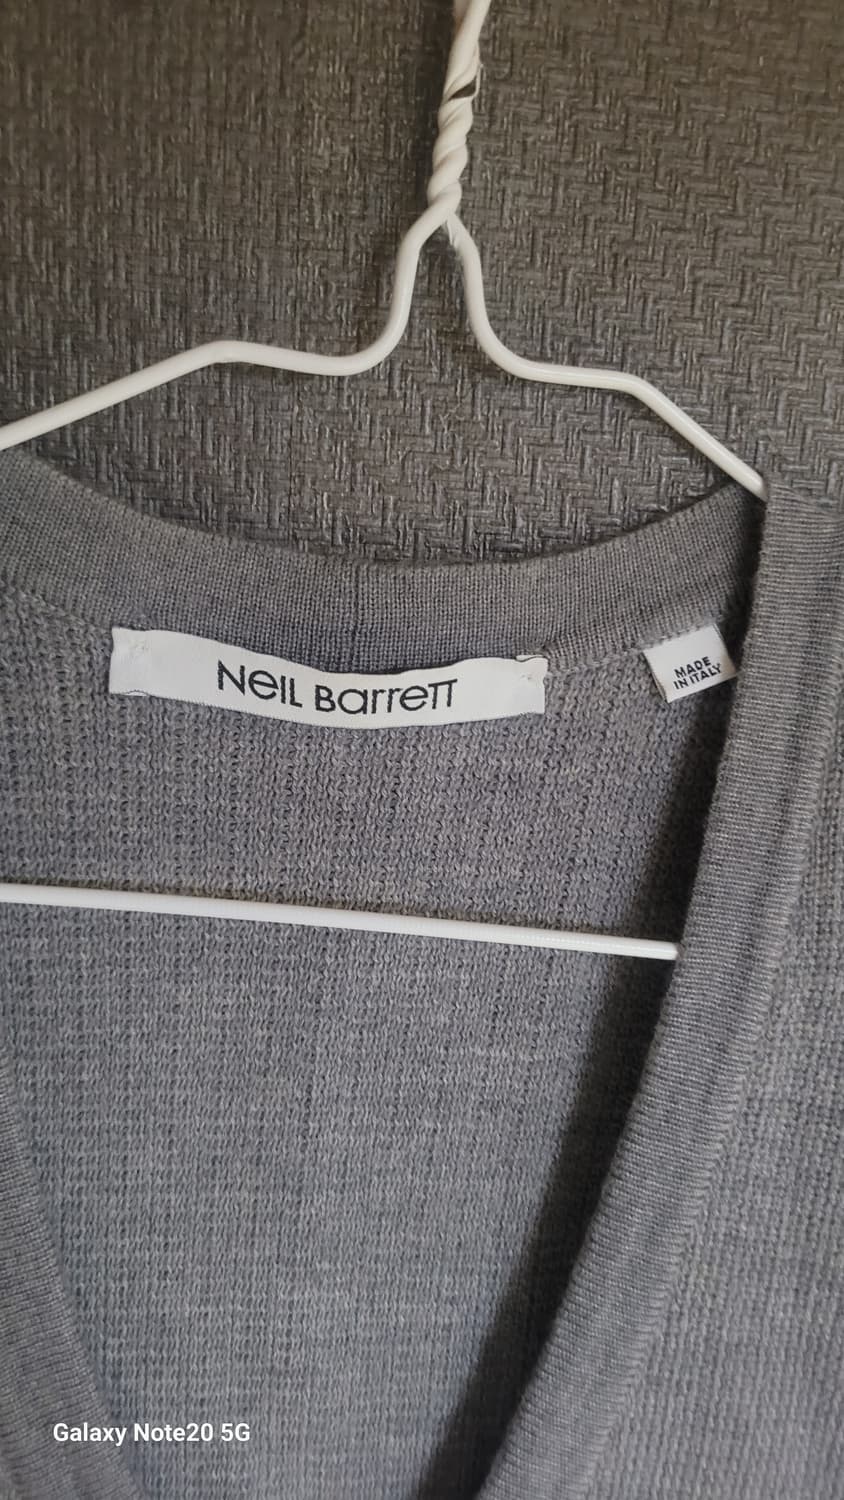 NeIL Barrett
MADE
IN ITALY
Galaxy Note20 5G